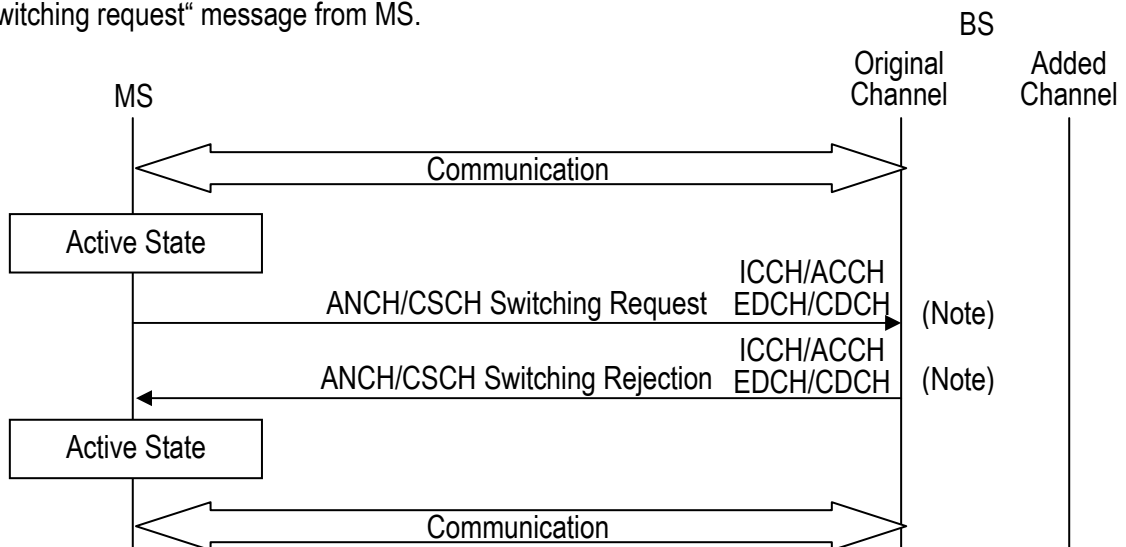 witching request“ message from MS.
BS
Original Channel
Added Channel
MS
Communication
Active State
ICCH/ACCH
ANCH/CSCH Switching Request EDCH/CDCH (Note)
ICCH/ACCH
ANCH/CSCH Switching Rejection EDCH/CDCH (Note)
Active State
Communication